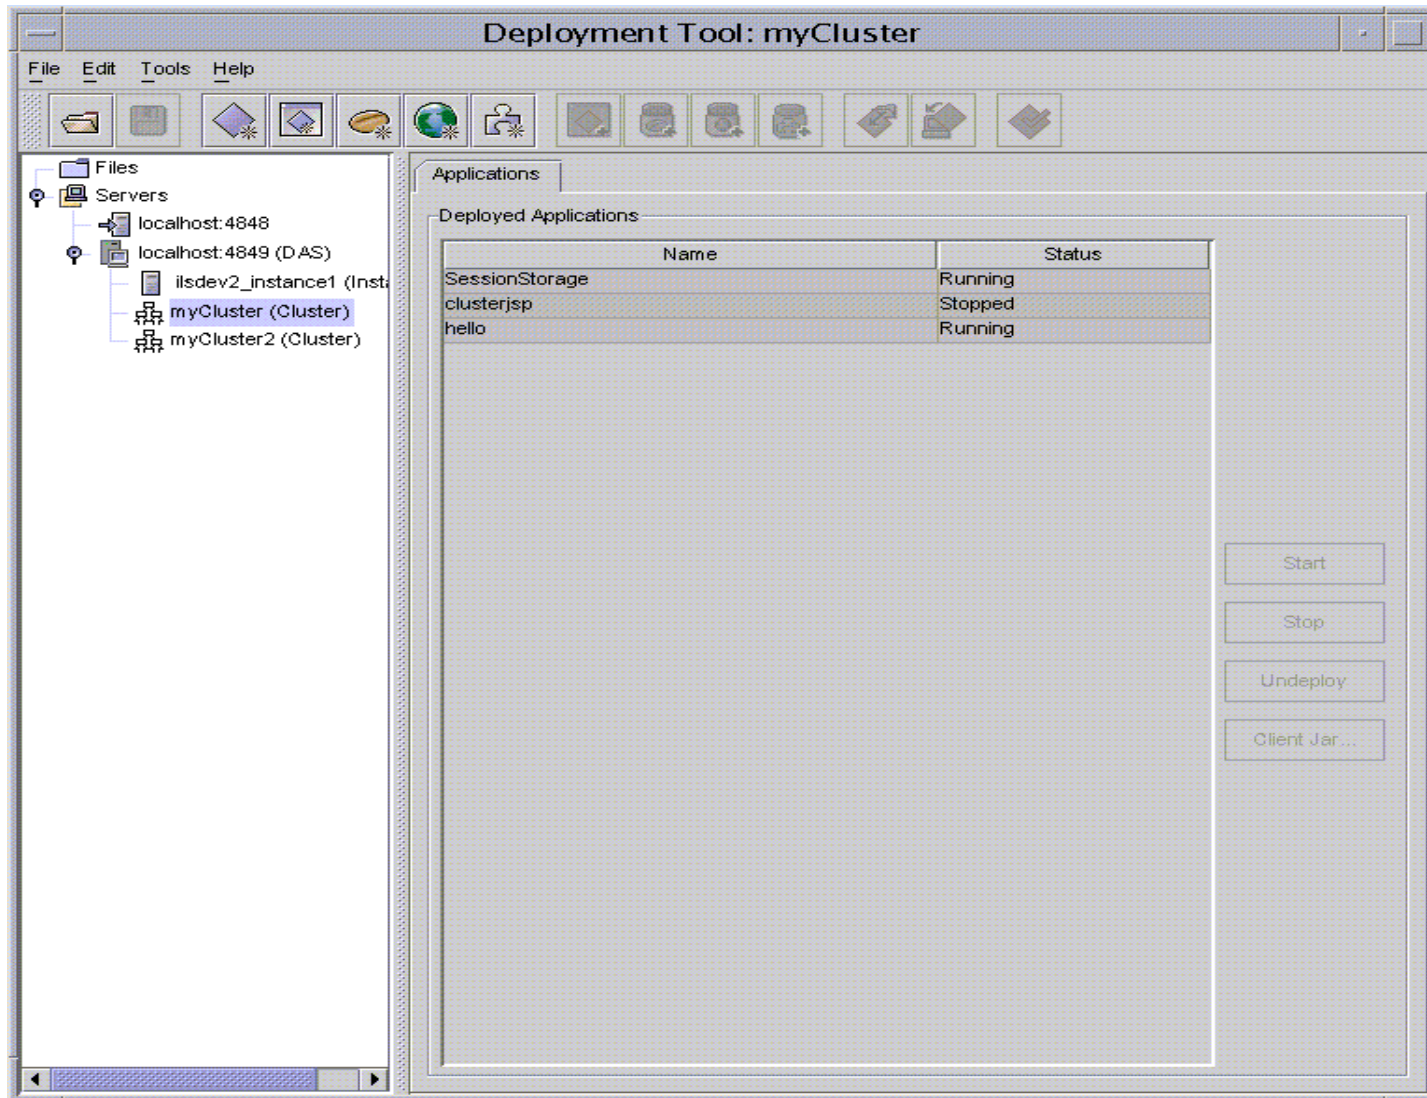 Deployment Tool: myCluster
File Edit Tools Help
Files
Servers
localhost:4848
localhost:4849 (DAS)
ilsdev2_instance1 (Insta
myCluster (Cluster)
myCluster2 (Cluster)
Applications
Deployed Applications
Name Status
SessionStorage Running
clusterjsp Stopped
hello Running
Start
Stop
Undeploy
Client Jar...